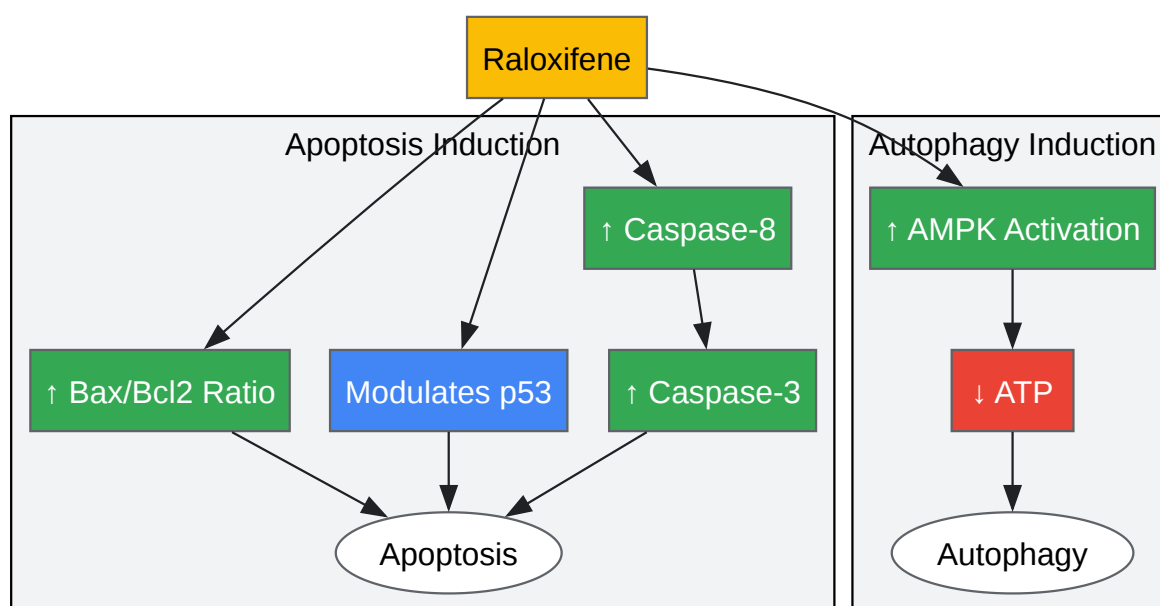 Raloxifene
Apoptosis Induction
Autophagy Induction
↑ Caspase-8
↑ AMPK Activation
↑ Bax/Bcl2 Ratio
Modulates p53
↑ Caspase-3
↓ ATP
Apoptosis
Autophagy